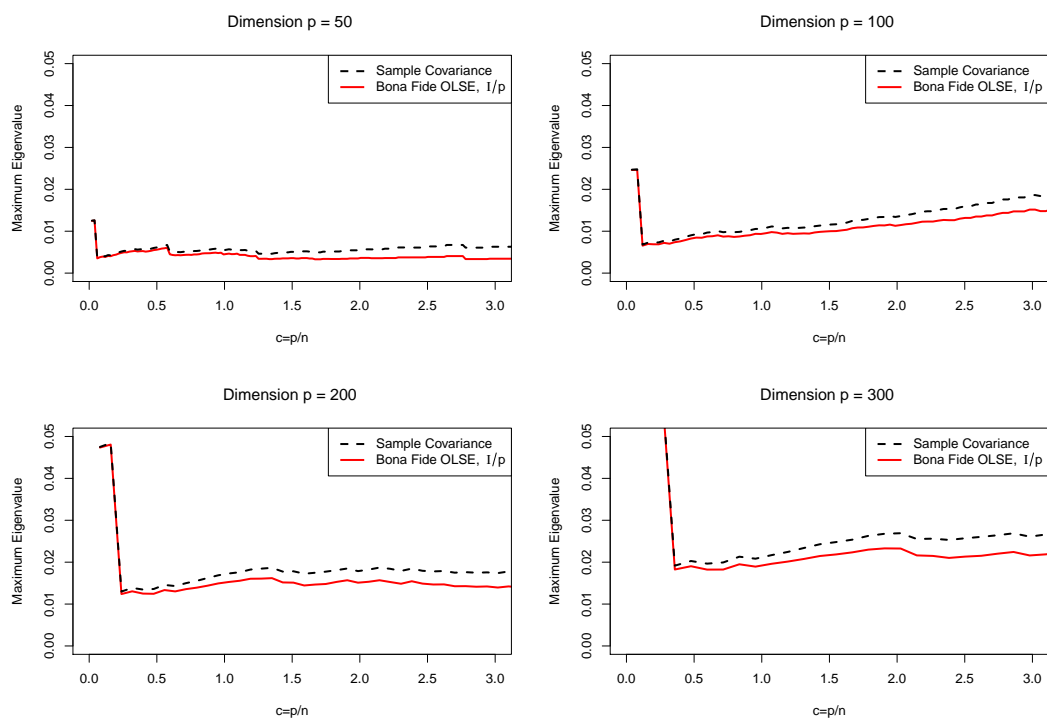 Dimension p = 50
0.00 0.01 0.02 0.03 0.04 0.05
Maximum Eigenvalue
Sample Covariance
Bona Fide OLSE, I/p
0.0 0.5 1.0 1.5 2.0 2.5 3.0
c=p/n
Dimension p = 100
0.00 0.01 0.02 0.03 0.04 0.05
Maximum Eigenvalue
Sample Covariance
Bona Fide OLSE, I/p
0.0 0.5 1.0 1.5 2.0 2.5 3.0
c=p/n
Dimension p = 200
0.00 0.01 0.02 0.03 0.04 0.05
Maximum Eigenvalue
Sample Covariance
Bona Fide OLSE, I/p
0.0 0.5 1.0 1.5 2.0 2.5 3.0
c=p/n
Dimension p = 300
0.00 0.01 0.02 0.03 0.04 0.05
Maximum Eigenvalue
Sample Covariance
Bona Fide OLSE, I/p
0.0 0.5 1.0 1.5 2.0 2.5 3.0
c=p/n